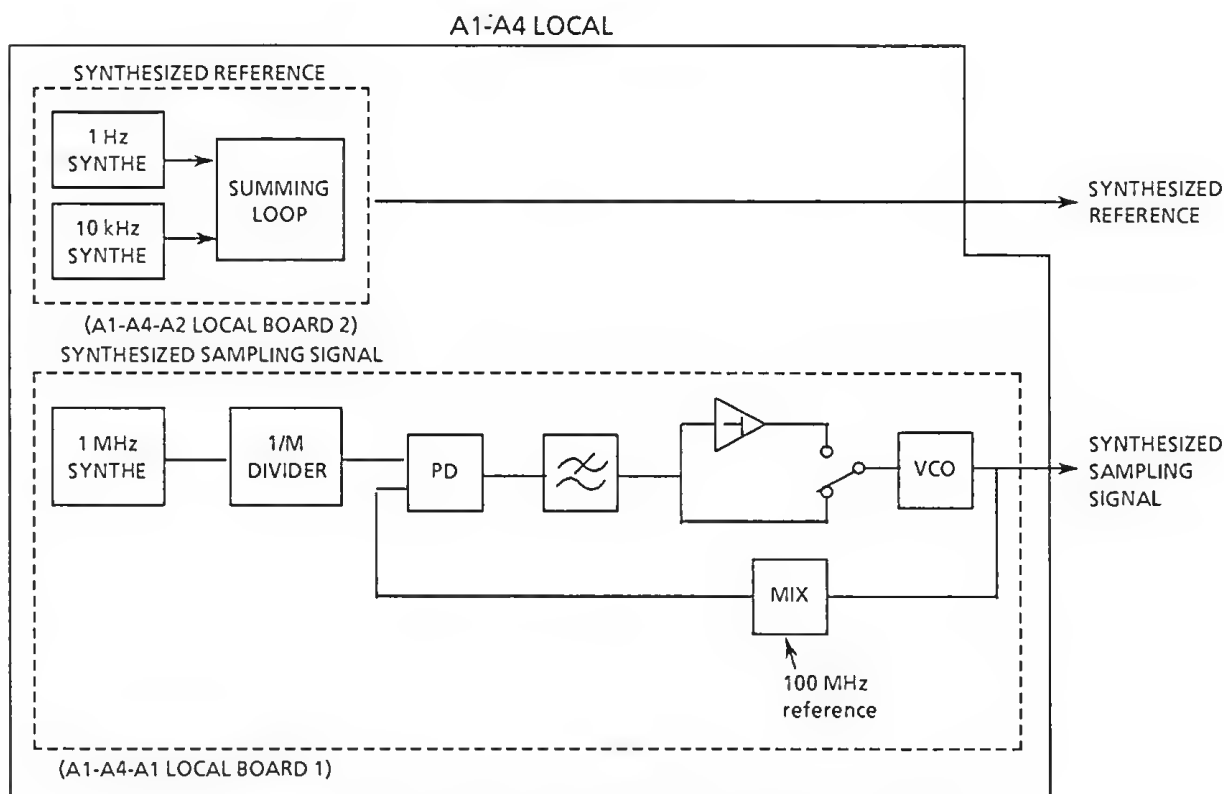 A1-A4 LOCAL
SYNTHESIZED REFERENCE
1 Hz
SYNTHE
10 kHz
SYNTHE
SUMMING
LOOP
SYNTHESIZED
REFERENCE
(A1-A4-A2 LOCAL BOARD 2)
SYNTHESIZED SAMPLING SIGNAL
1 MHz
SYNTHE
1/M
DIVIDER
PD
VCO
SYNTHESIZED
SAMPLING
SIGNAL
MIX
100 MHz
reference
(A1-A4-A1 LOCAL BOARD 1)